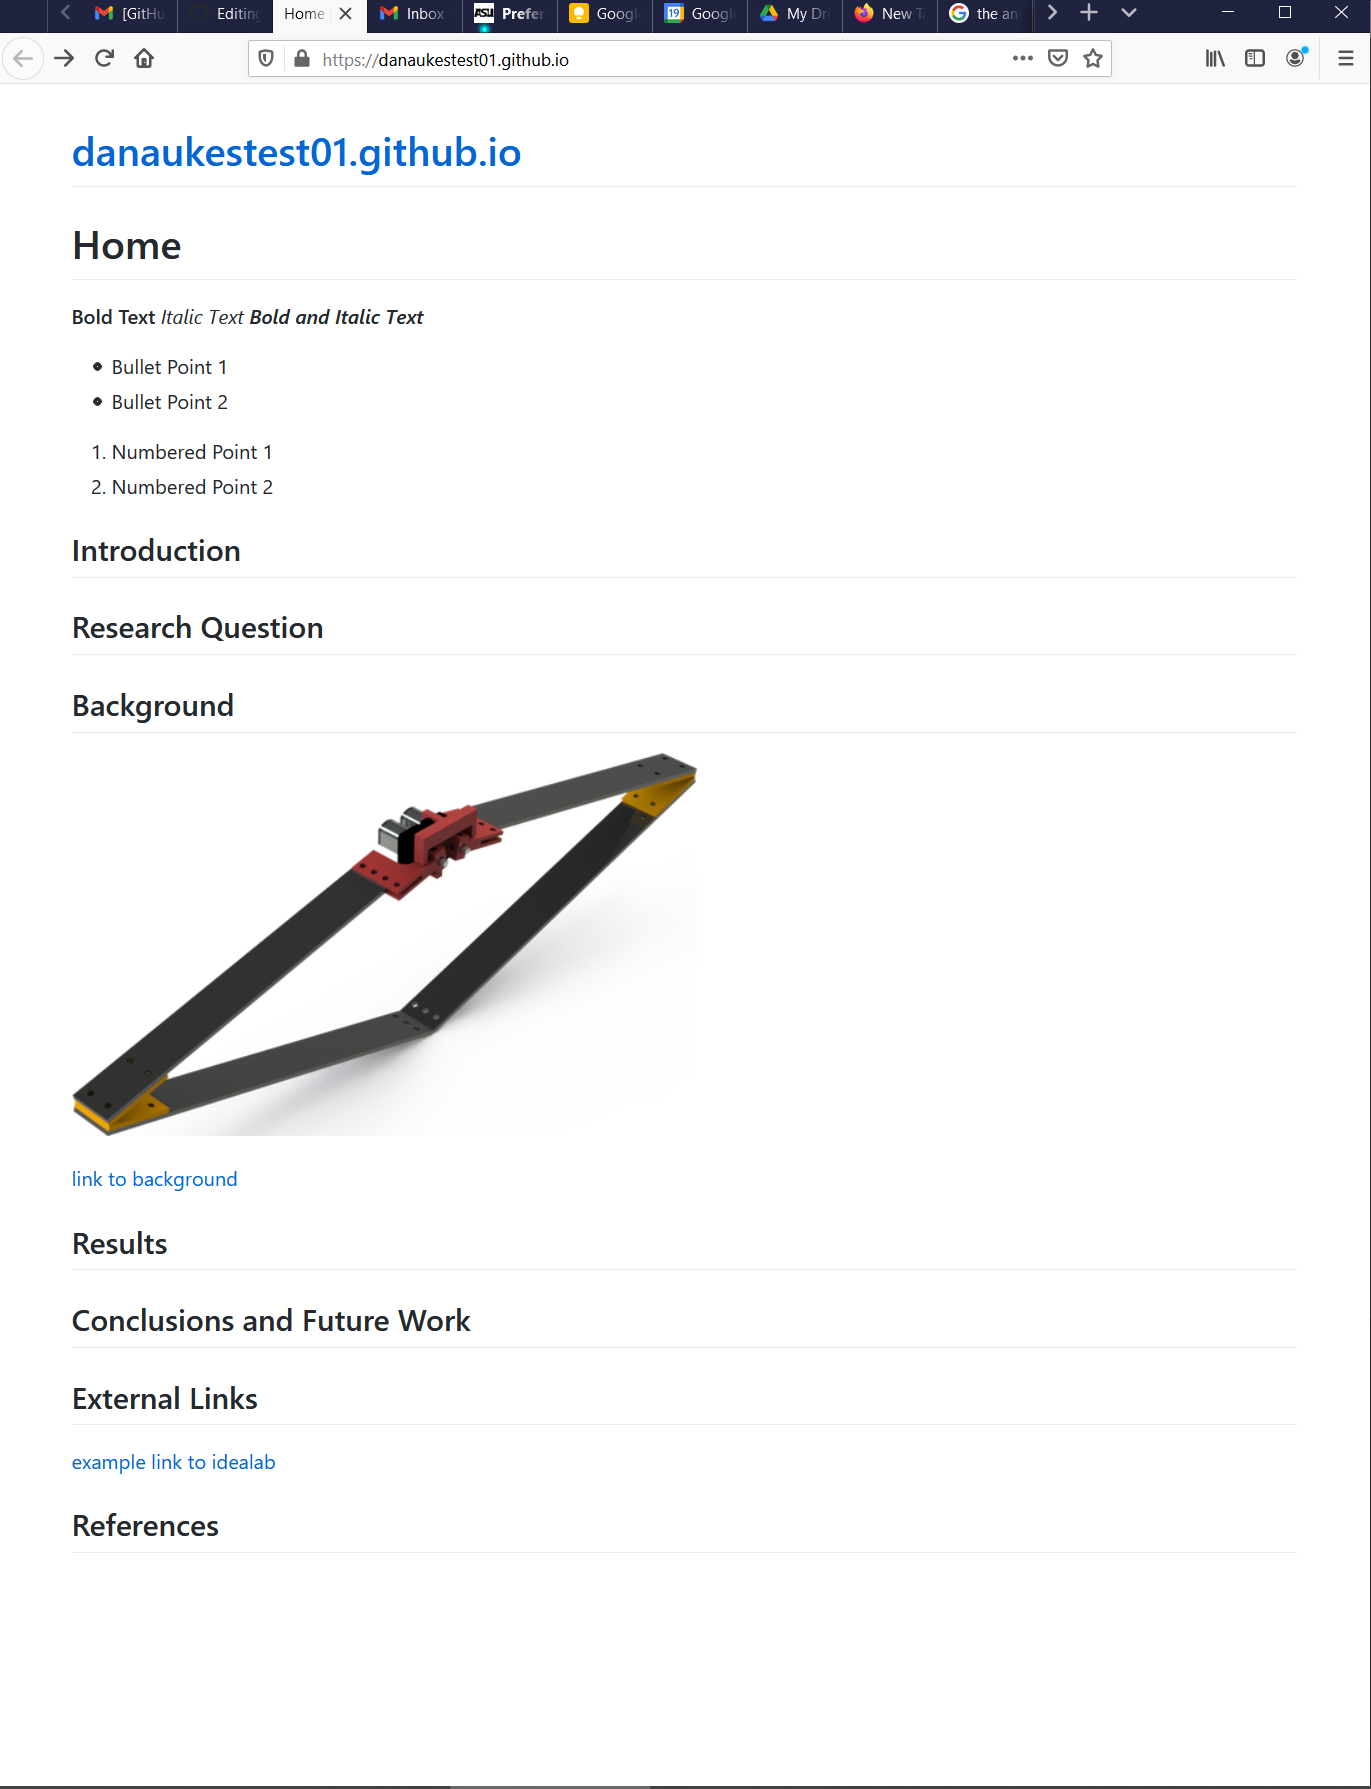 [GitHu
Editing
Home
Inbox
ASU
Prefer
Googl
19
Googl
My Dri
New T
the an
https://danaukestest01.github.io
danaukestest01.github.io
Home
Bold Text Italic Text Bold and Italic Text
Bullet Point 1
Bullet Point 2
1. Numbered Point 1
2. Numbered Point 2
Introduction
Research Question
Background
link to background
Results
Conclusions and Future Work
External Links
example link to idealab
References